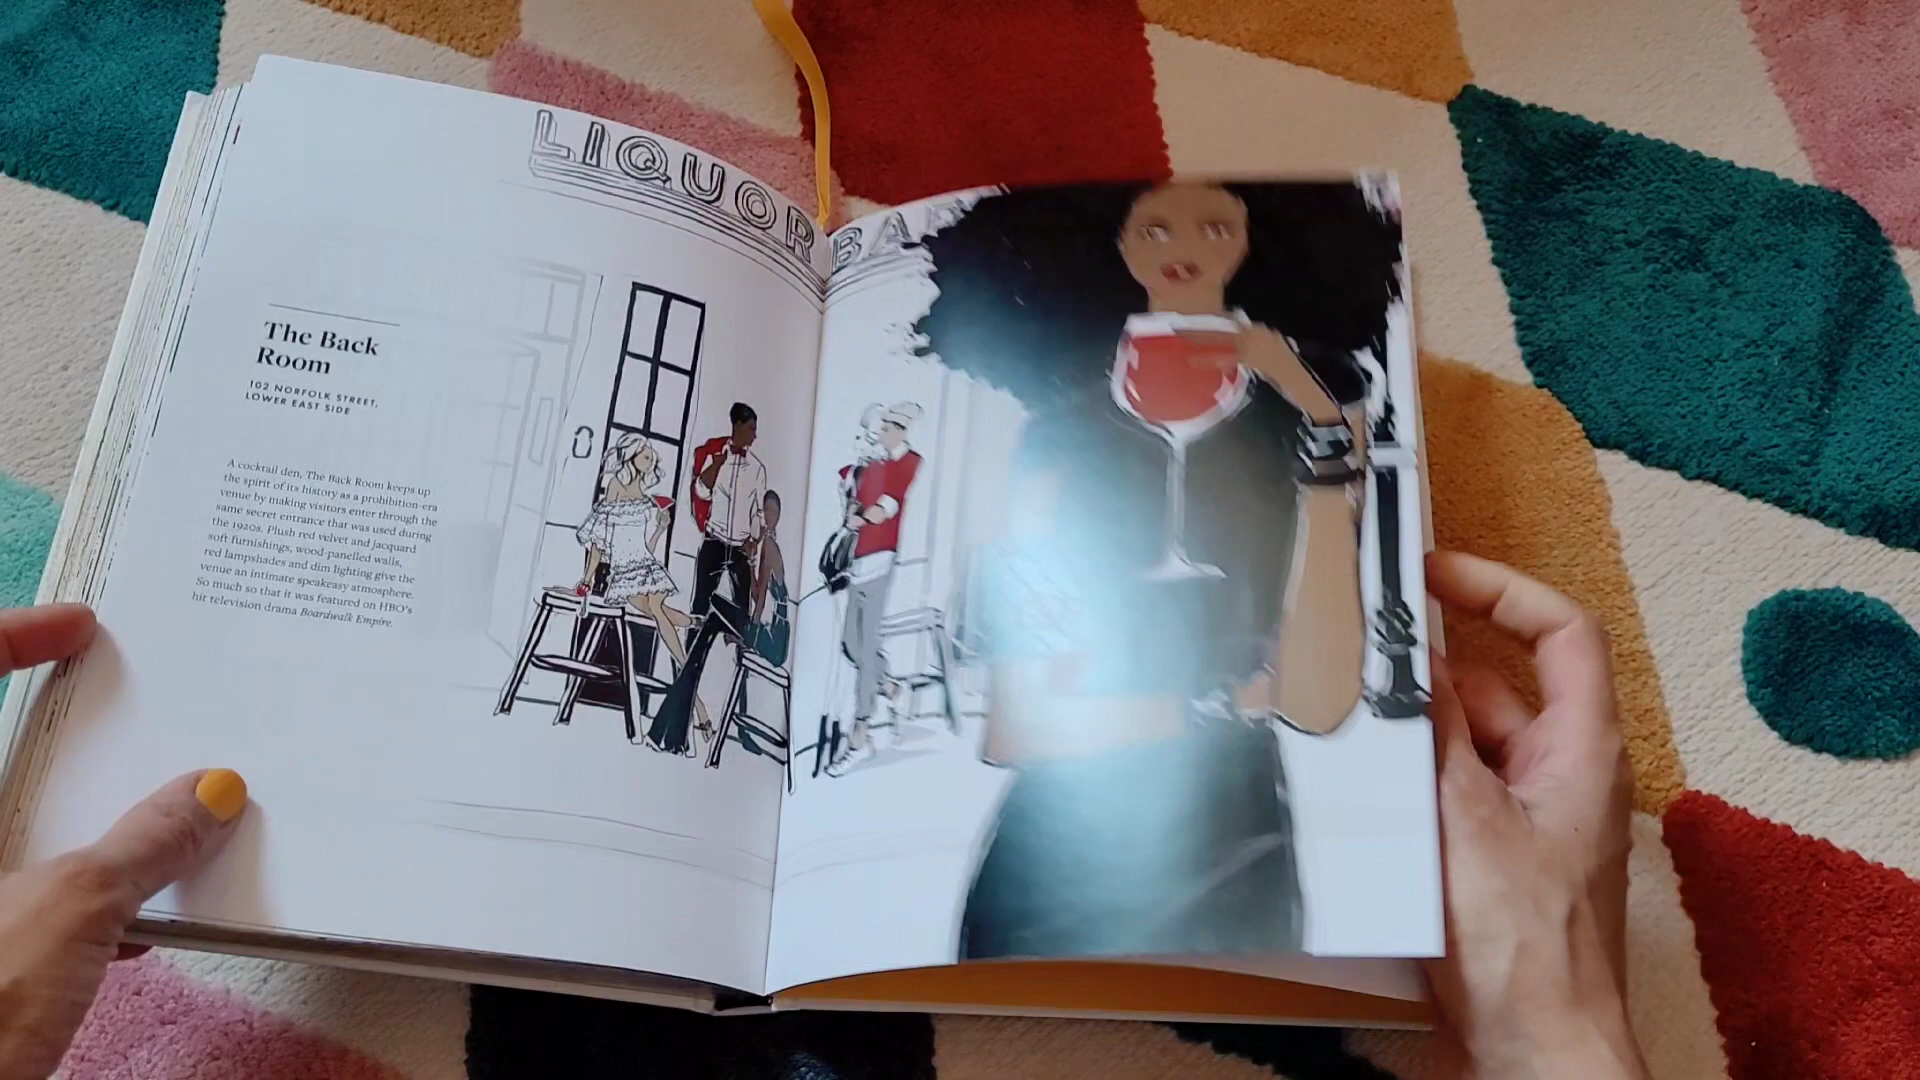 LIQUOR BAR
The Back
Room
102 NORFOLK STREET,
LOWER EAST SIDE
A cocktail den, The Back Room keeps up
the spirit of its history as a prohibition-era
venue by making visitors enter through the
same secret entrance that was used during
the 1920s. Plush red velvet and jacquard
soft furnishings, wood-panelled walls,
red lampshades and dim lighting give the
venue an intimate speakeasy atmosphere.
So much so that it was featured on HBO's
hit television drama Boardwalk Empire.